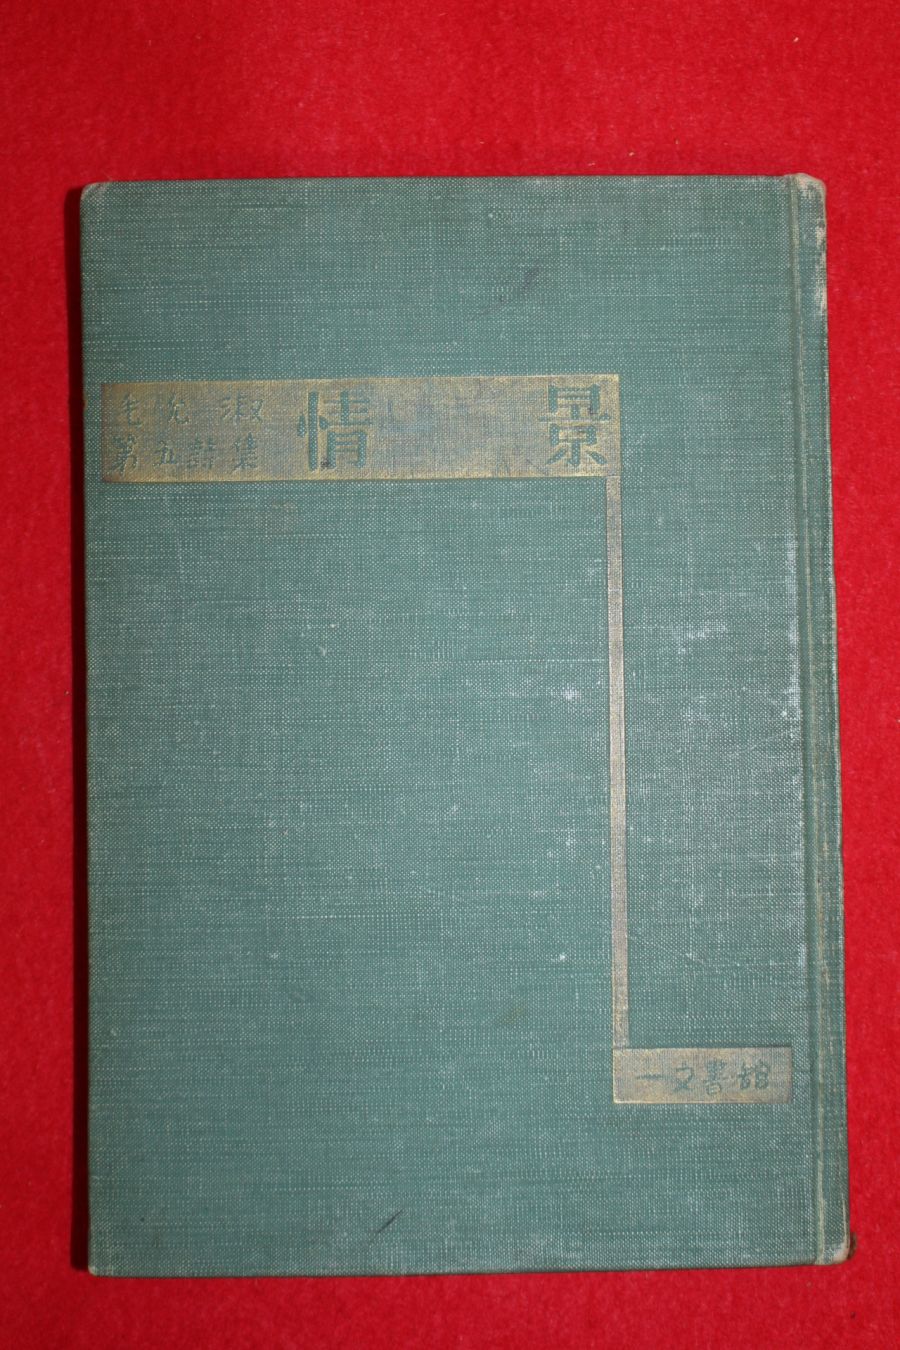 毛允淑
第五詩集
情景
一文書館